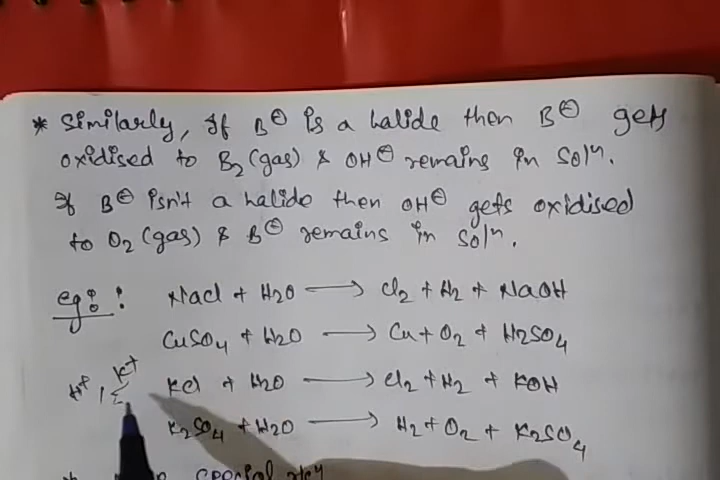 * Similarly, If B⊖ is a halide then B⊖ gets
oxidised to B₂ (gas) & OH⊖ remains in Solⁿ.
If B⊖ isn't a halide then OH⊖ gets oxidised
to O₂ (gas) & B⊖ remains in Solⁿ.
eg: : NaCl + H₂O ⟶ Cl₂ + H₂ + NaOH
CuSO₄ + H₂O ⟶ Cu + O₂ + H₂SO₄
H⁺, K⁺ KCl + H₂O ⟶ Cl₂ + H₂ + KOH
K₂SO₄ + H₂O ⟶ H₂ + O₂ + K₂SO₄